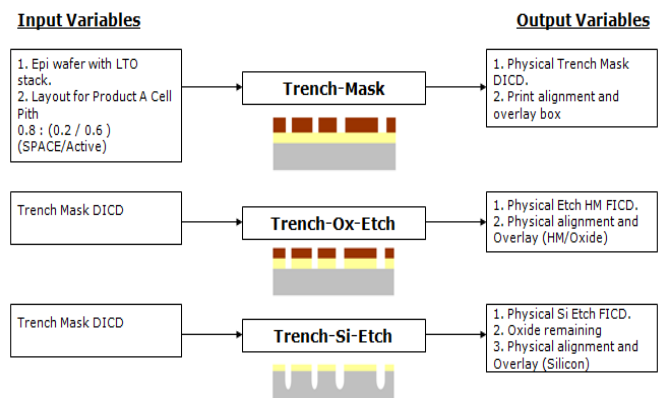 Input Variables
Output Variables
1. Epi wafer with LTO
stack.
2. Layout for Product A Cell
Pith
0.8 : (0.2 / 0.6 )
(SPACE/Active)
Trench-Mask
1. Physical Trench Mask
DICD.
2. Print alignment and
overlay box
Trench Mask DICD
Trench-Ox-Etch
1. Physical Etch HM FICD.
2. Physical alignment and
Overlay (HM/Oxide)
Trench Mask DICD
Trench-Si-Etch
1. Physical Si Etch FICD.
2. Oxide remaining
3. Physical alignment and
Overlay (Silicon)